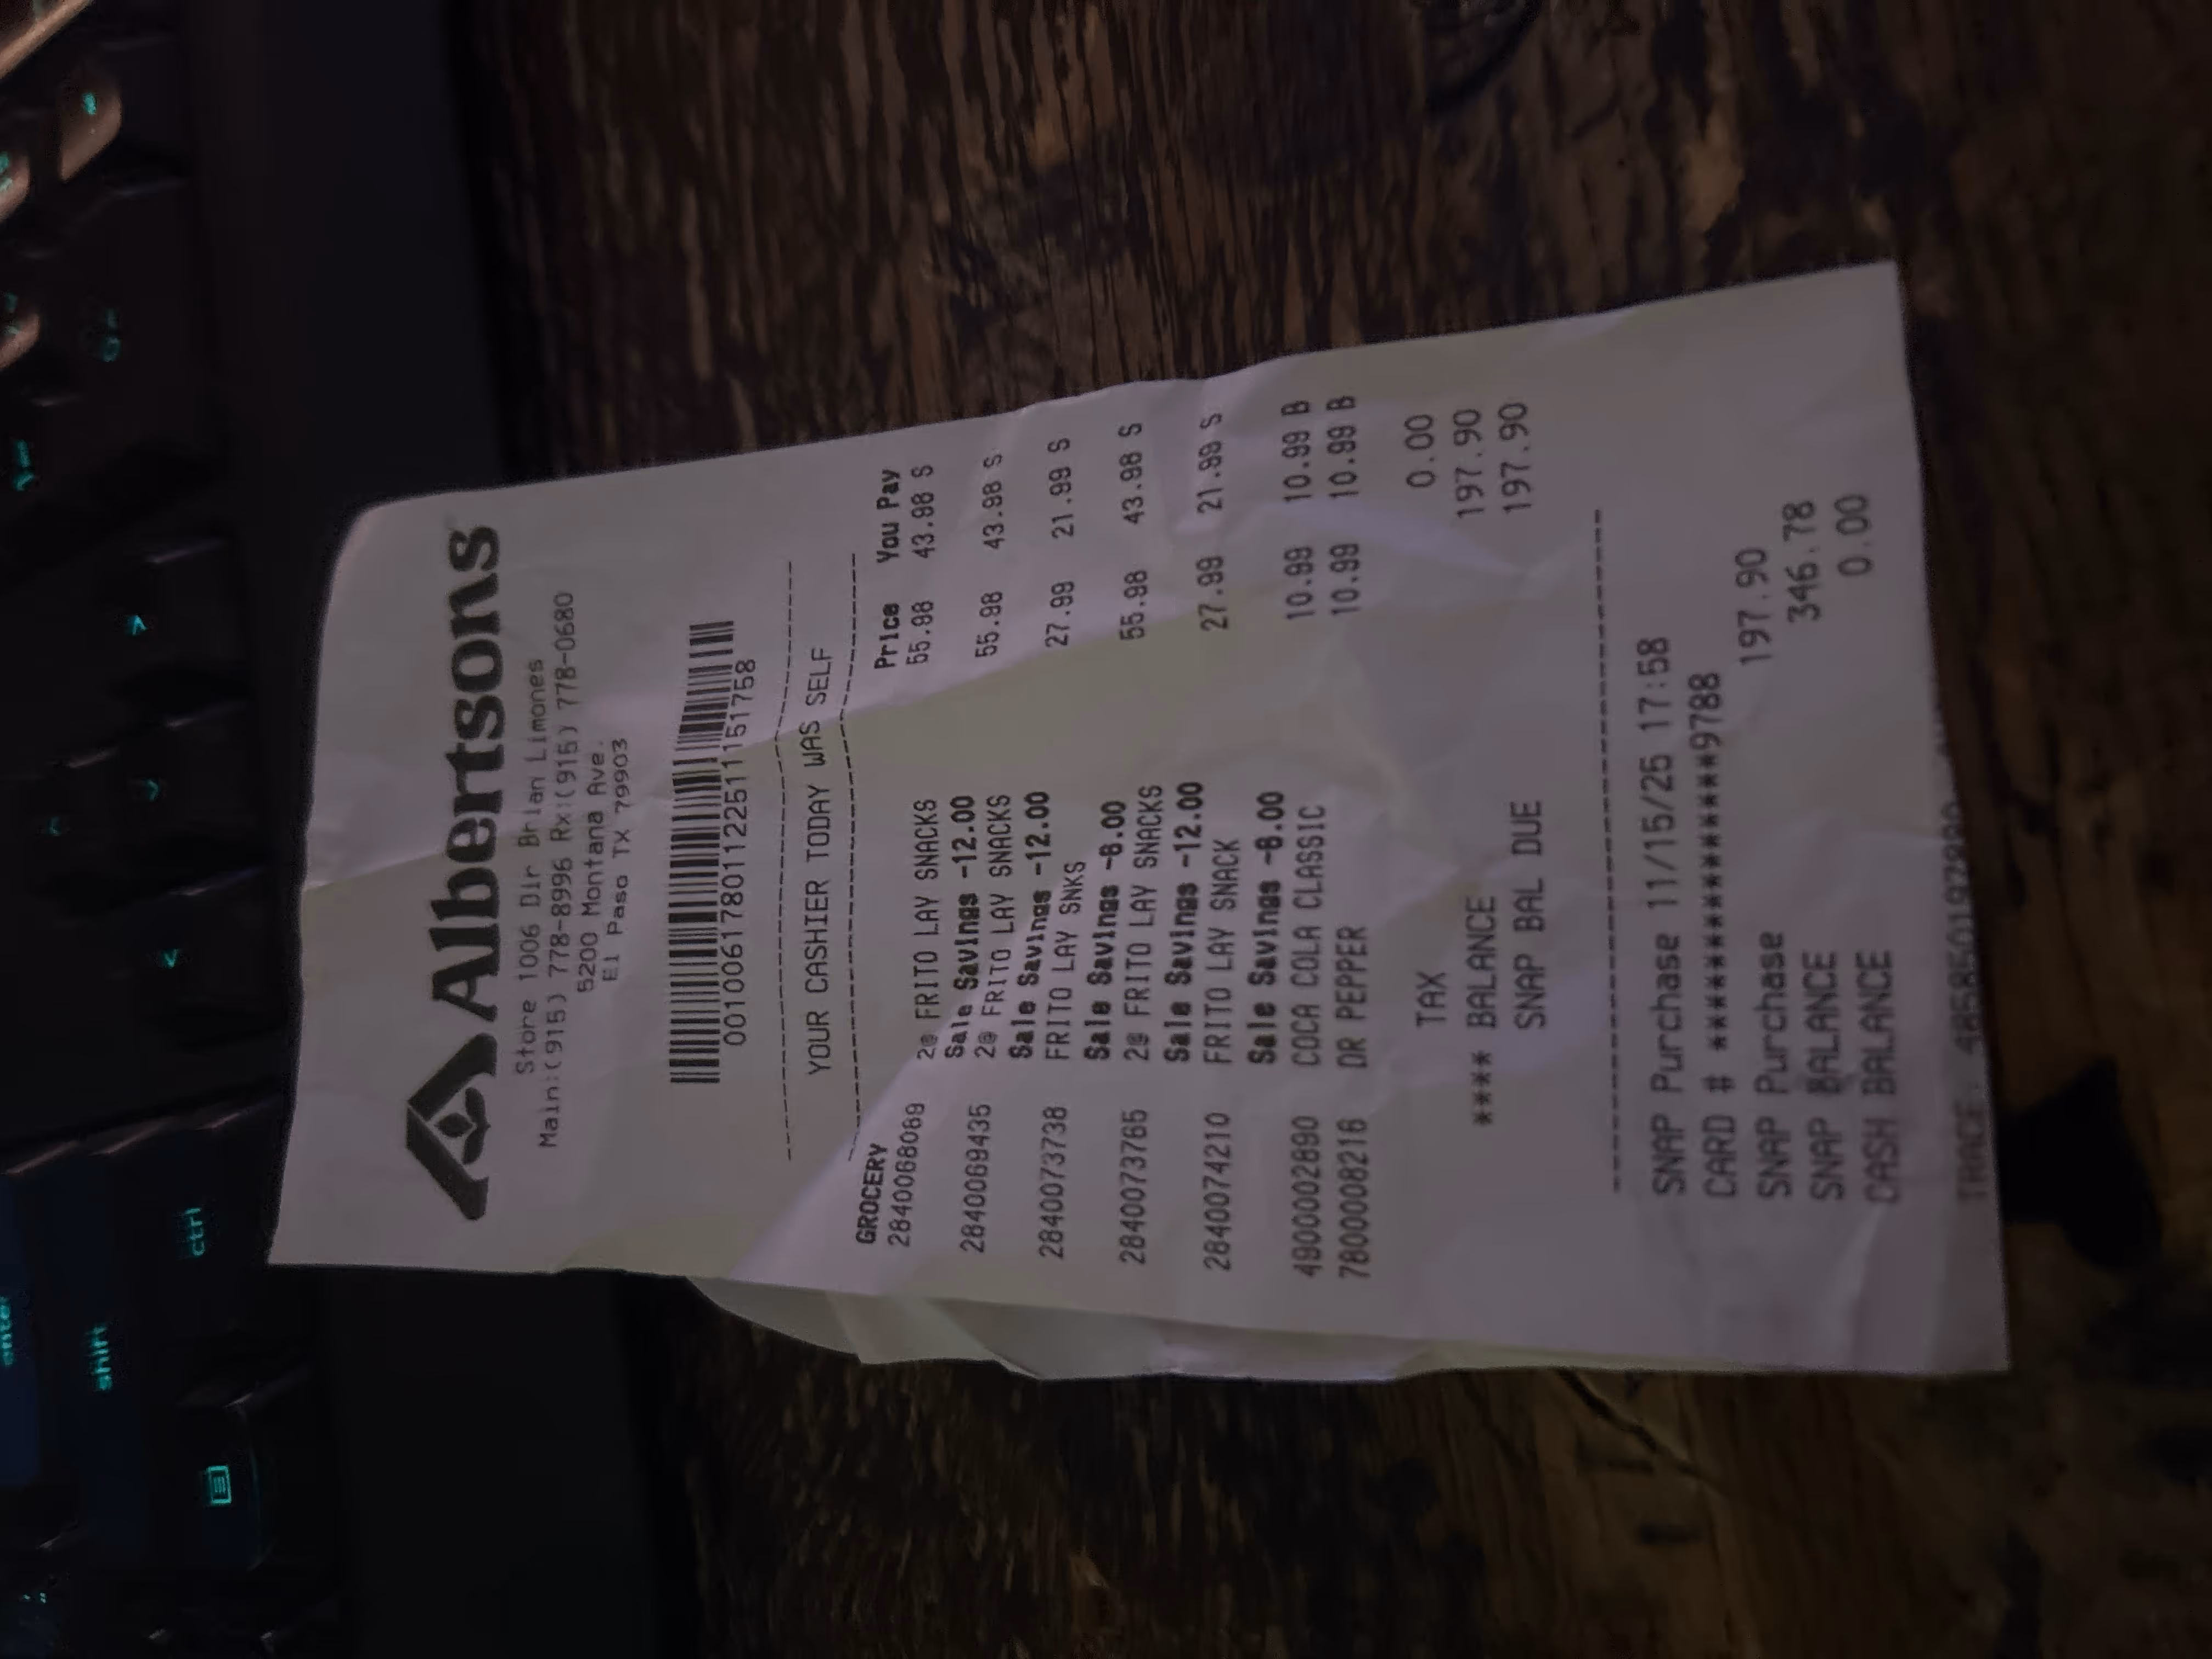 Albertsons
Store 1006 Dir Brian Limones
Main:(915) 778-8996 Rx:(915) 778-0680
5200 Montana Ave.
El Paso TX 79903
00100617801122511151758
YOUR CASHIER TODAY WAS SELF
Price You Pay
GROCERY
2840068089 2@ FRITO LAY SNACKS 55.98 43.98 S
Sale Savings -12.00
2840069435 2@ FRITO LAY SNACKS 55.98 43.98 S
Sale Savings -12.00
2840073738 FRITO LAY SNKS 27.99 21.99 S
Sale Savings -6.00
2840073765 2@ FRITO LAY SNACKS 55.98 43.98 S
Sale Savings -12.00
2840074210 FRITO LAY SNACK 27.99 21.99 S
Sale Savings -6.00
4900002890 COCA COLA CLASSIC 10.99 10.99 B
7800008216 DR PEPPER 10.99 10.99 B
TAX 0.00
**** BALANCE 197.90
SNAP BAL DUE 197.90
SNAP Purchase 11/15/25 17:58
CARD # ***************9788
SNAP Purchase 197.90
SNAP BALANCE 346.78
CASH BALANCE 0.00
TRACE:
ctrl
shift
enter